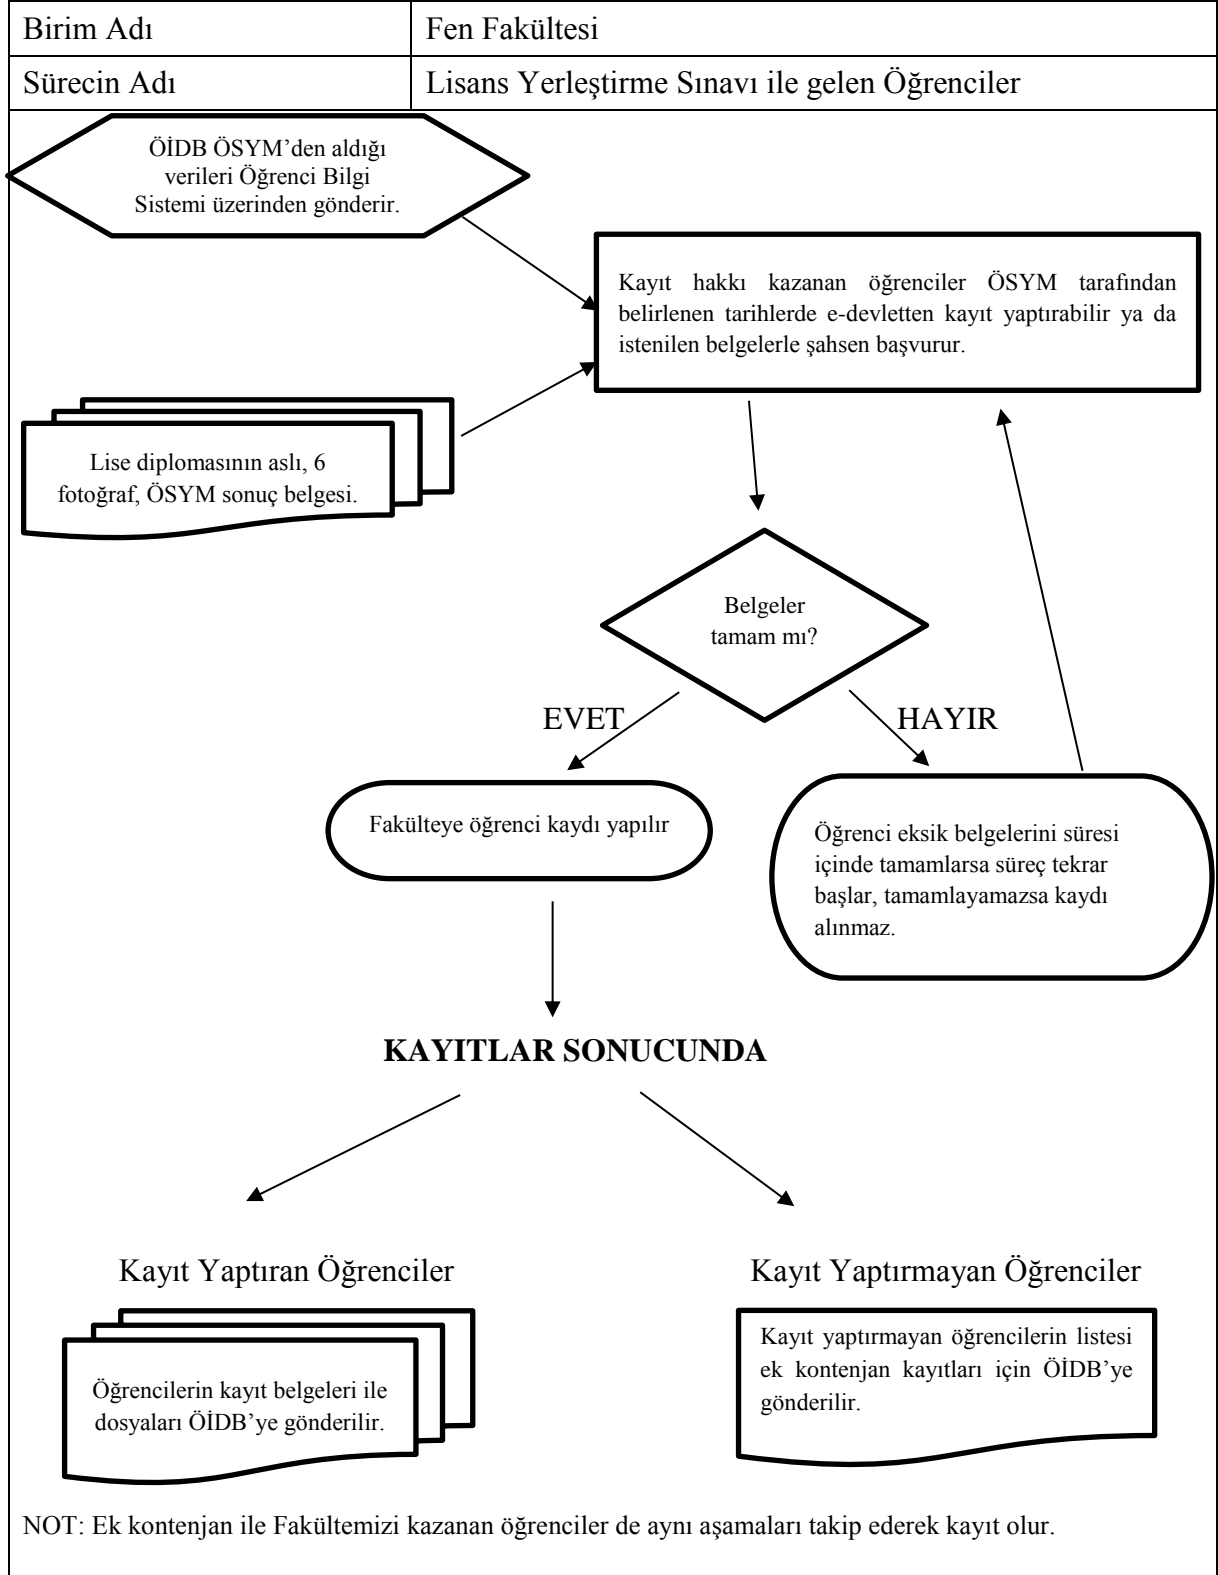 Birim Adı
Fen Fakültesi
Sürecin Adı
Lisans Yerleştirme Sınavı ile gelen Öğrenciler
ÖİDB ÖSYM’den aldığı
verileri Öğrenci Bilgi
Sistemi üzerinden gönderir.
Kayıt hakkı kazanan öğrenciler ÖSYM tarafından
belirlenen tarihlerde e-devletten kayıt yaptırabilir ya da
istenilen belgelerle şahsen başvurur.
Lise diplomasının aslı, 6
fotoğraf, ÖSYM sonuç belgesi.
Belgeler
tamam mı?
EVET
HAYIR
Fakülteye öğrenci kaydı yapılır
Öğrenci eksik belgelerini süresi
içinde tamamlarsa süreç tekrar
başlar, tamamlayamazsa kaydı
alınmaz.
KAYITLAR SONUCUNDA
Kayıt Yaptıran Öğrenciler
Kayıt Yaptırmayan Öğrenciler
Öğrencilerin kayıt belgeleri ile
dosyaları ÖİDB’ye gönderilir.
Kayıt yaptırmayan öğrencilerin listesi
ek kontenjan kayıtları için ÖİDB’ye
gönderilir.
NOT: Ek kontenjan ile Fakültemizi kazanan öğrenciler de aynı aşamaları takip ederek kayıt olur.